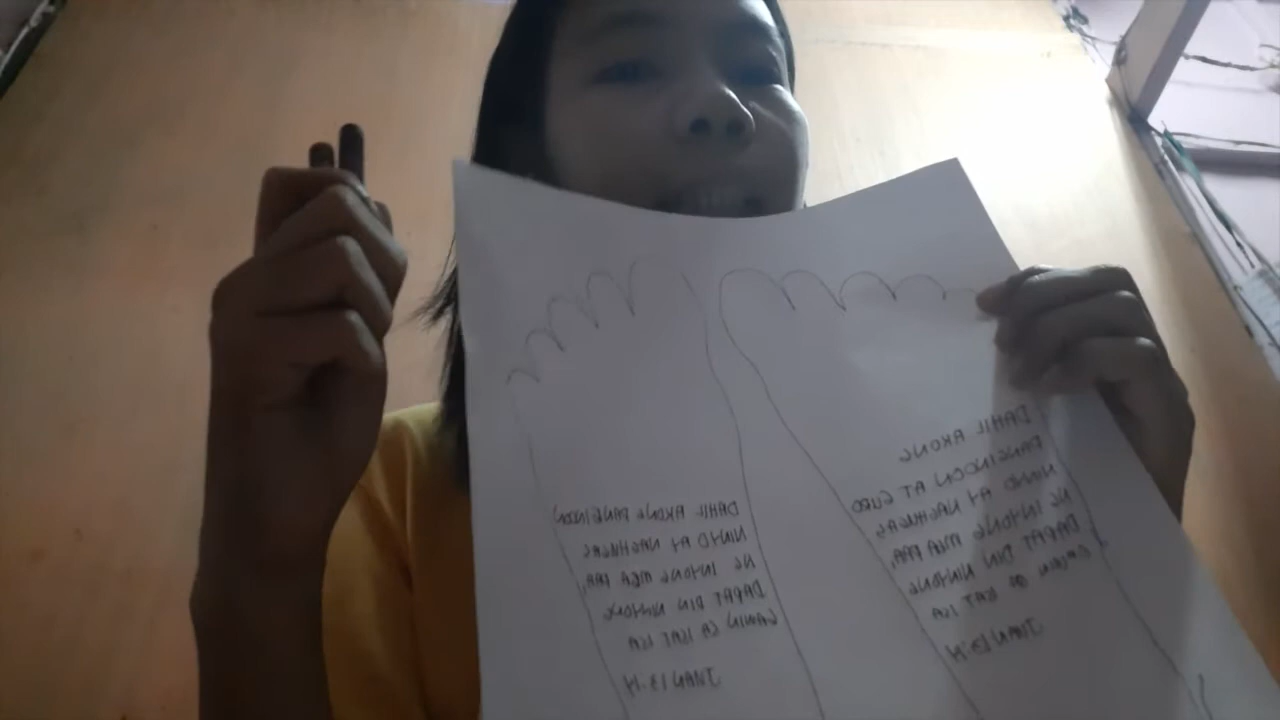 DAHIL AKONG PANGINOON
NINYO AY NAGHUGAS
NG INYONG MGA PAA,
DAPAT DIN NINYONG
GAWIN SA ISAT ISA
JUAN 13-14
DAHIL AKONG
PANGINOON AT GURO
NINYO AY NAGHUGAS
NG INYONG MGA PAA,
DAPAT DIN NINYONG
GAWIN ISAT ISA
JUAN 13-14